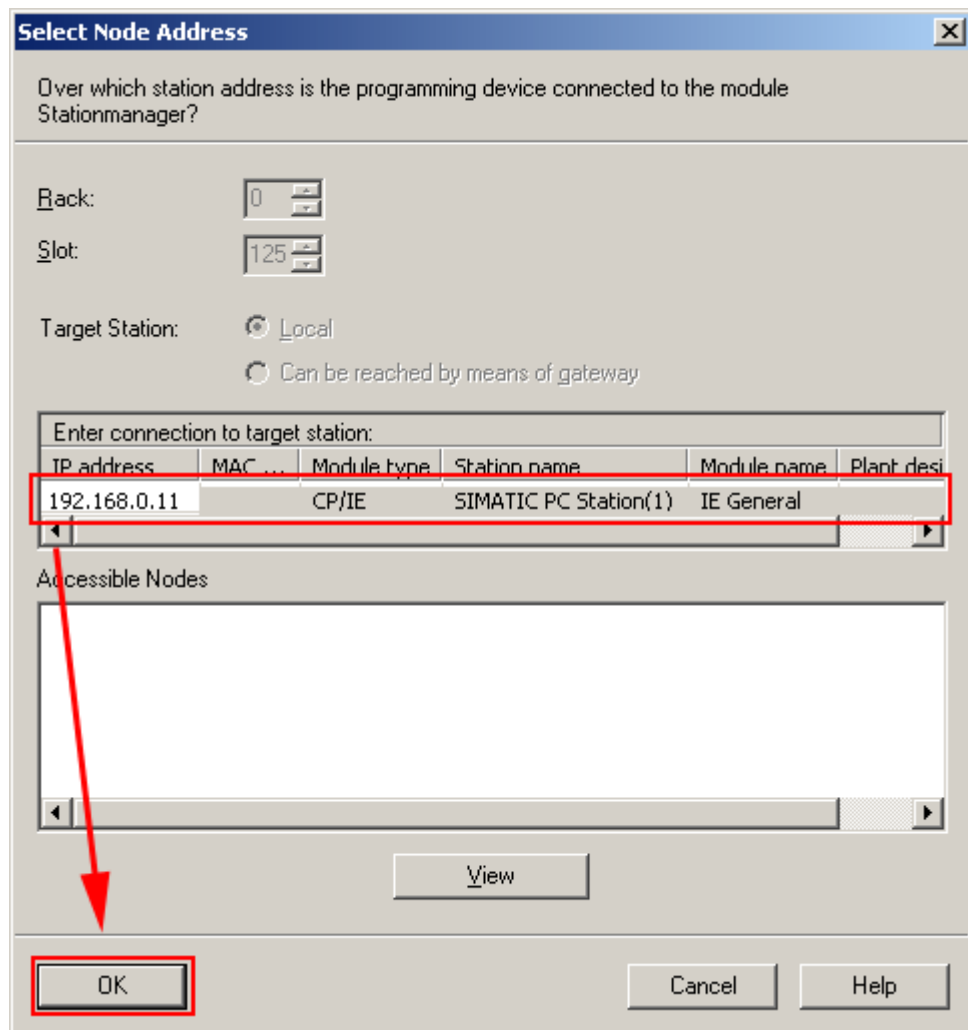 Select Node Address
Over which station address is the programming device connected to the module
Stationmanager?
Rack: 0
Slot: 125
Target Station: Local
Can be reached by means of gateway
Enter connection to target station:
IP address MAC ... Module type Station name Module name Plant desi
192.168.0.11 CP/IE SIMATIC PC Station(1) IE General
Accessible Nodes
View
OK Cancel Help